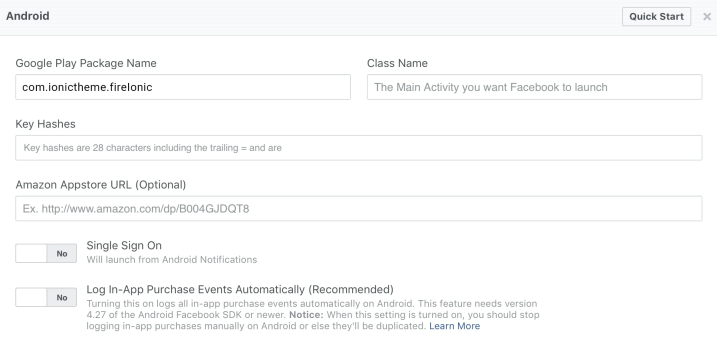 Android
Quick Start
×
Google Play Package Name
Class Name
com.ionictheme.fireIonic
The Main Activity you want Facebook to launch
Key Hashes
Key hashes are 28 characters including the trailing = and are
Amazon Appstore URL (Optional)
Ex. http://www.amazon.com/dp/B004GJDQT8
No
Single Sign On
Will launch from Android Notifications
No
Log In-App Purchase Events Automatically (Recommended)
Turning this on logs all in-app purchase events automatically on Android. This feature needs version
4.27 of the Android Facebook SDK or newer. Notice: When this setting is turned on, you should stop
logging in-app purchases manually on Android or else they'll be duplicated. Learn More